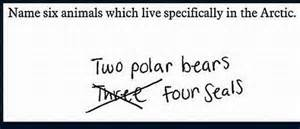 Name six animals which live specifically in the Arctic.
Two polar bears
Three Four Seals